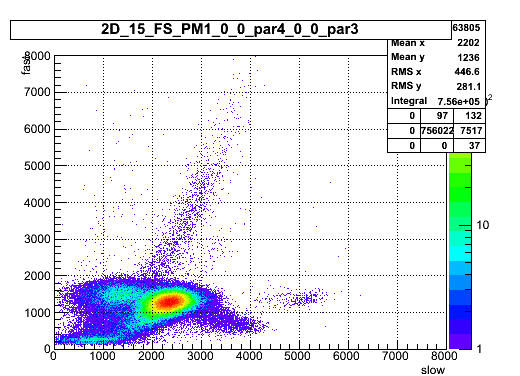 2D_15_FS_PM1_0_0_par4_0_0_par3
63805
Mean x 2202
Mean y 1236
RMS x 446.6
RMS y 281.1
Integral 7.56e+05
0 97 132
0 756022 7517
0 0 37
fast
8000
7000
6000
5000
4000
3000
2000
1000
0
0 1000 2000 3000 4000 5000 6000 7000 8000
slow
10
1
2